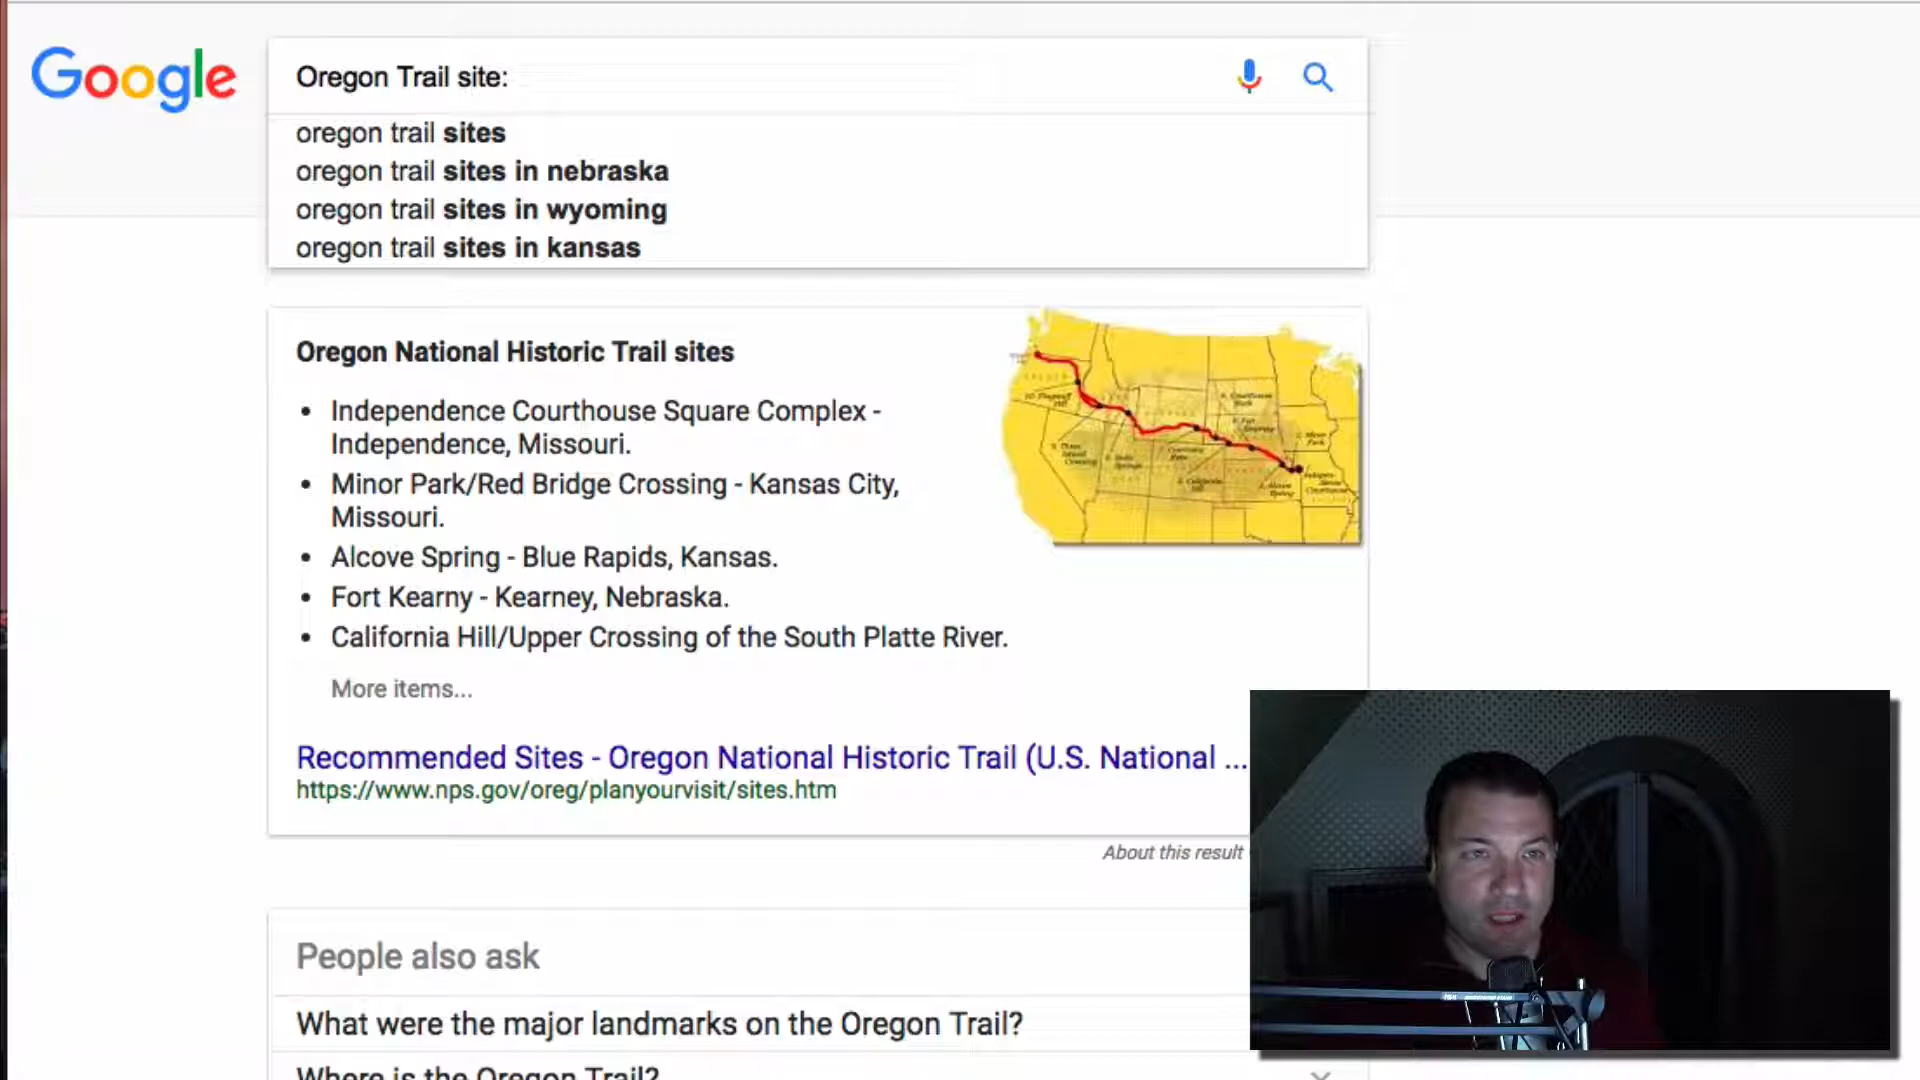 Google
Oregon Trail site:
oregon trail sites
oregon trail sites in nebraska
oregon trail sites in wyoming
oregon trail sites in kansas
Oregon National Historic Trail sites
Independence Courthouse Square Complex -
Independence, Missouri.
Minor Park/Red Bridge Crossing - Kansas City,
Missouri.
Alcove Spring - Blue Rapids, Kansas.
Fort Kearny - Kearney, Nebraska.
California Hill/Upper Crossing of the South Platte River.
More items...
Recommended Sites - Oregon National Historic Trail (U.S. National ...
https://www.nps.gov/oreg/planyourvisit/sites.htm
About this result
People also ask
What were the major landmarks on the Oregon Trail?
Where is the Oregon Trail?